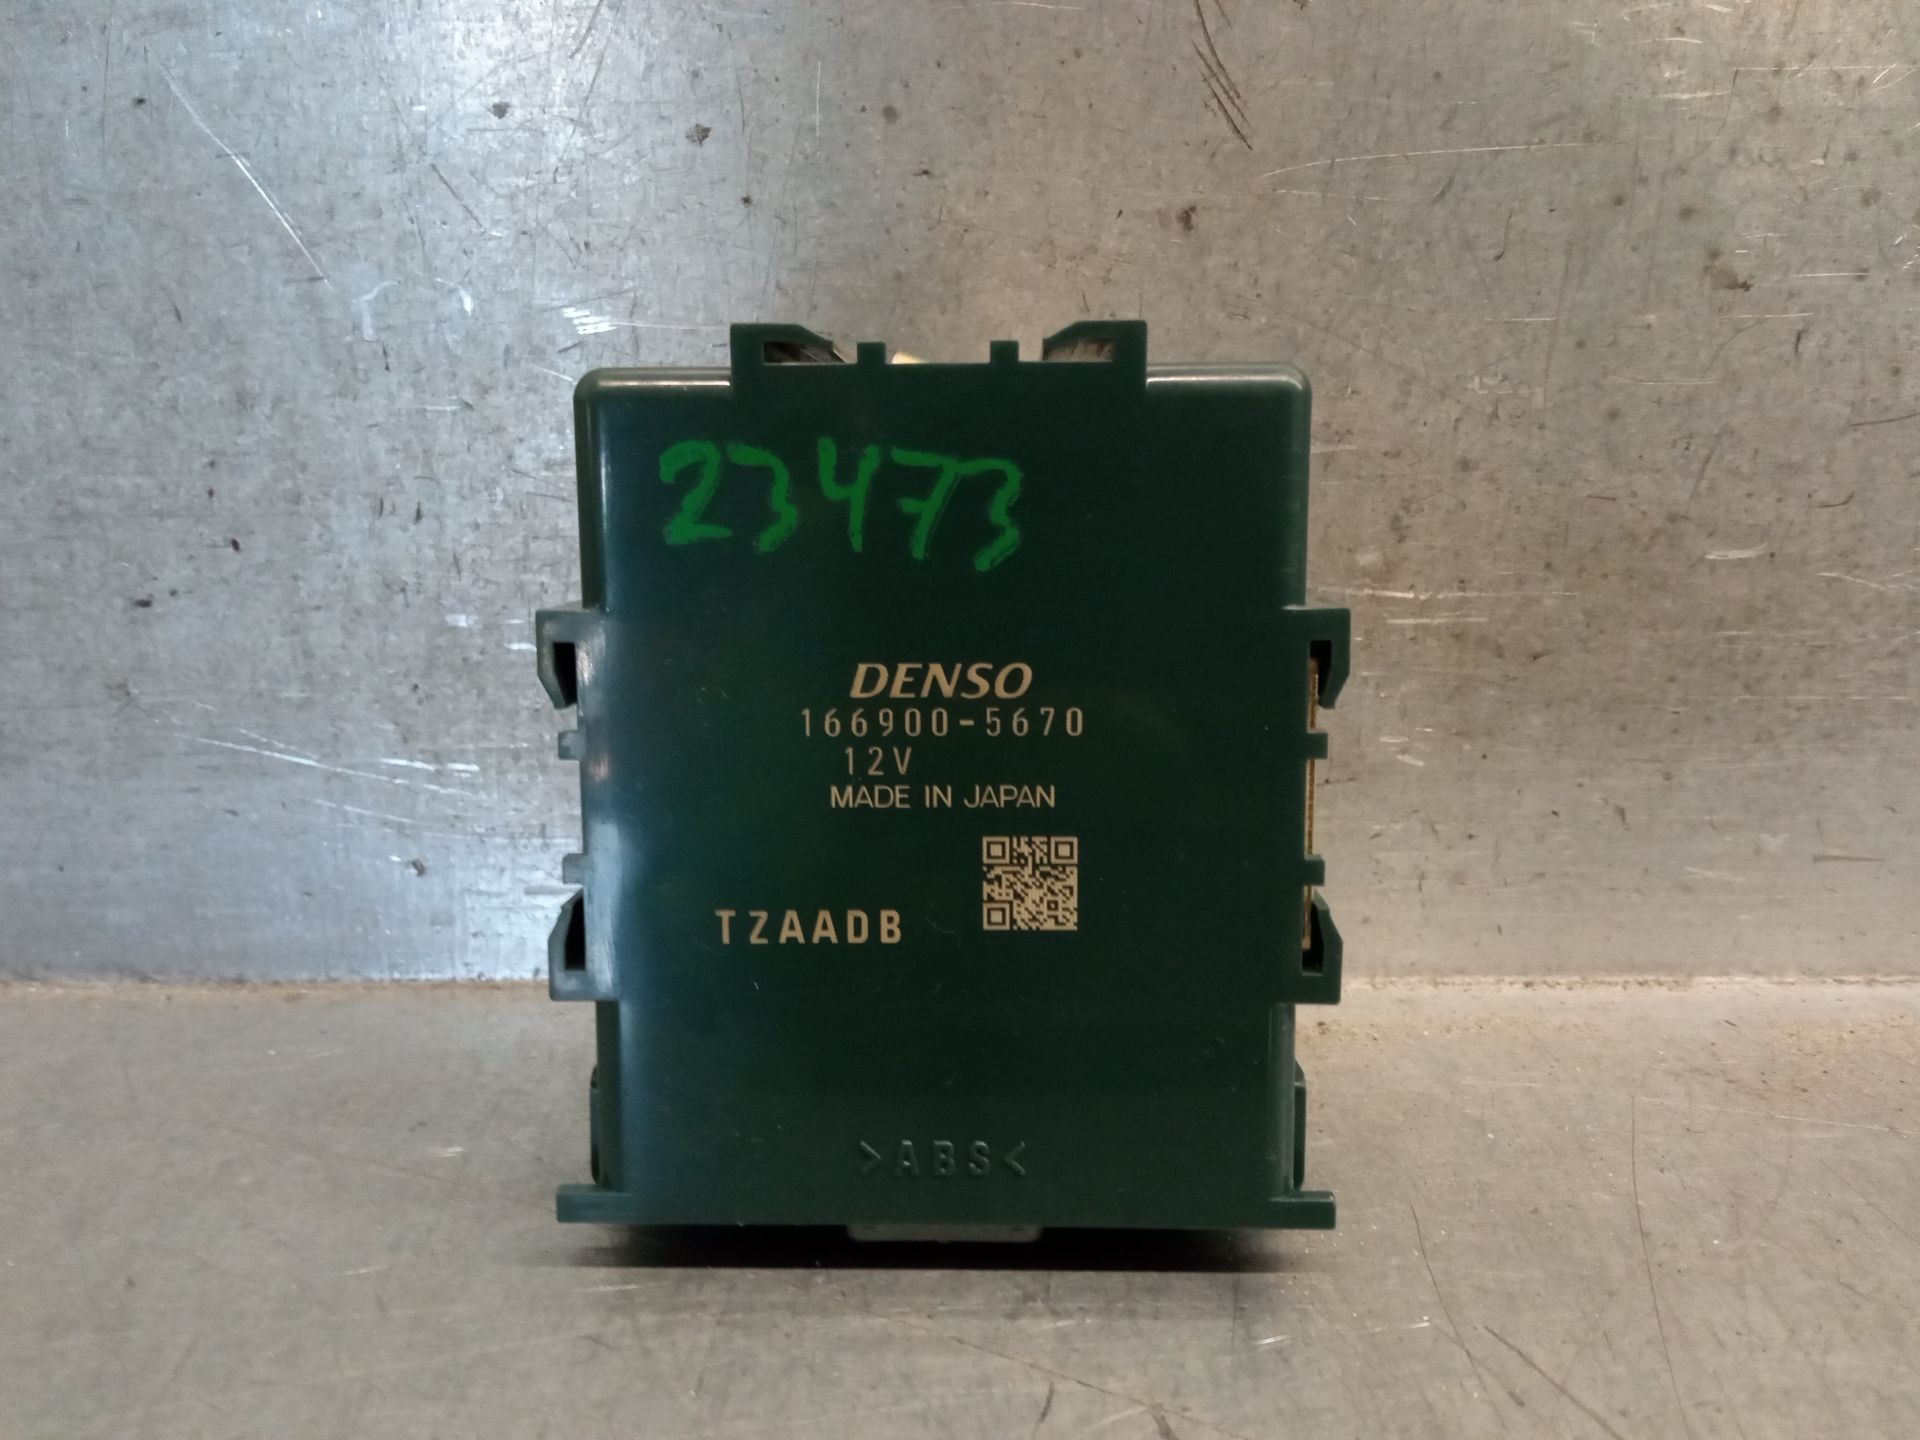 23473
DENSO
166900-5670
12V
MADE IN JAPAN
TZAADB
>ABS<